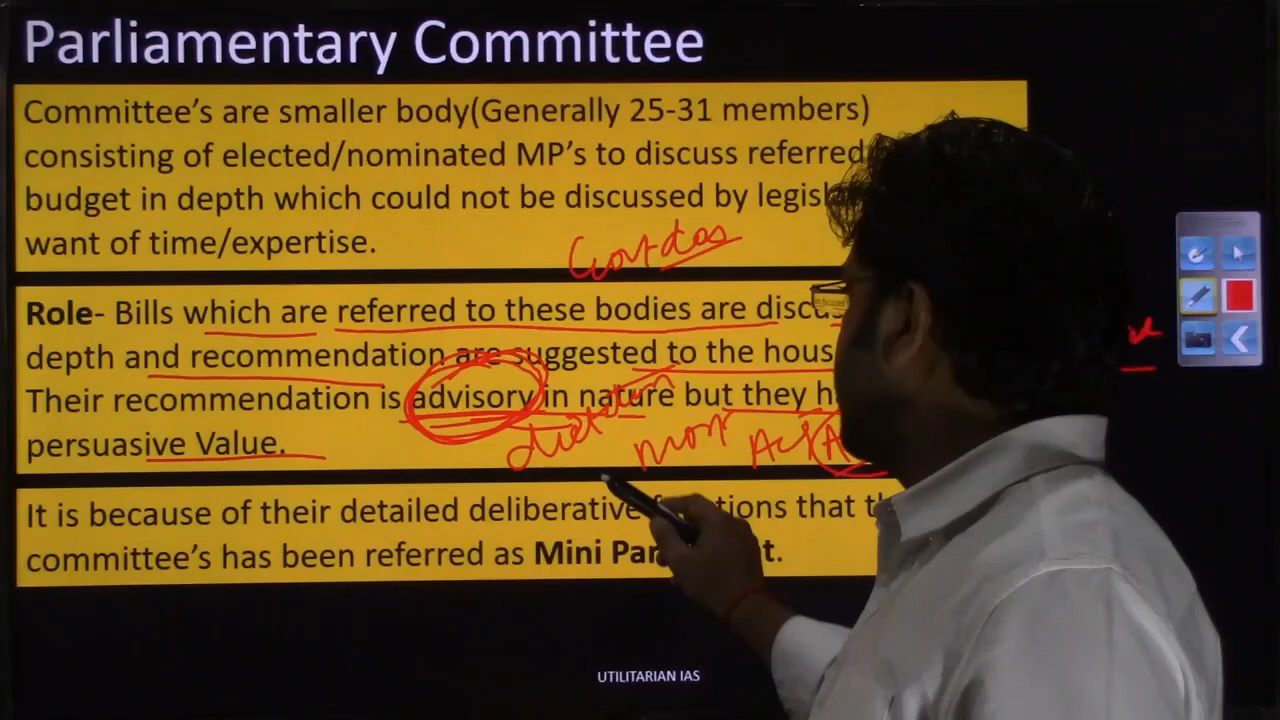 Parliamentary Committee
Committee's are smaller body(Generally 25-31 members)
consisting of elected/nominated MP's to discuss referred
budget in depth which could not be discussed by legisl
want of time/expertise.
Role- Bills which are referred to these bodies are discu
depth and recommendation are suggested to the hous
Their recommendation is advisory in nature but they h
persuasive Value.
It is because of their detailed deliberative tions that t
committee's has been referred as Mini Par t.
UTILITARIAN IAS